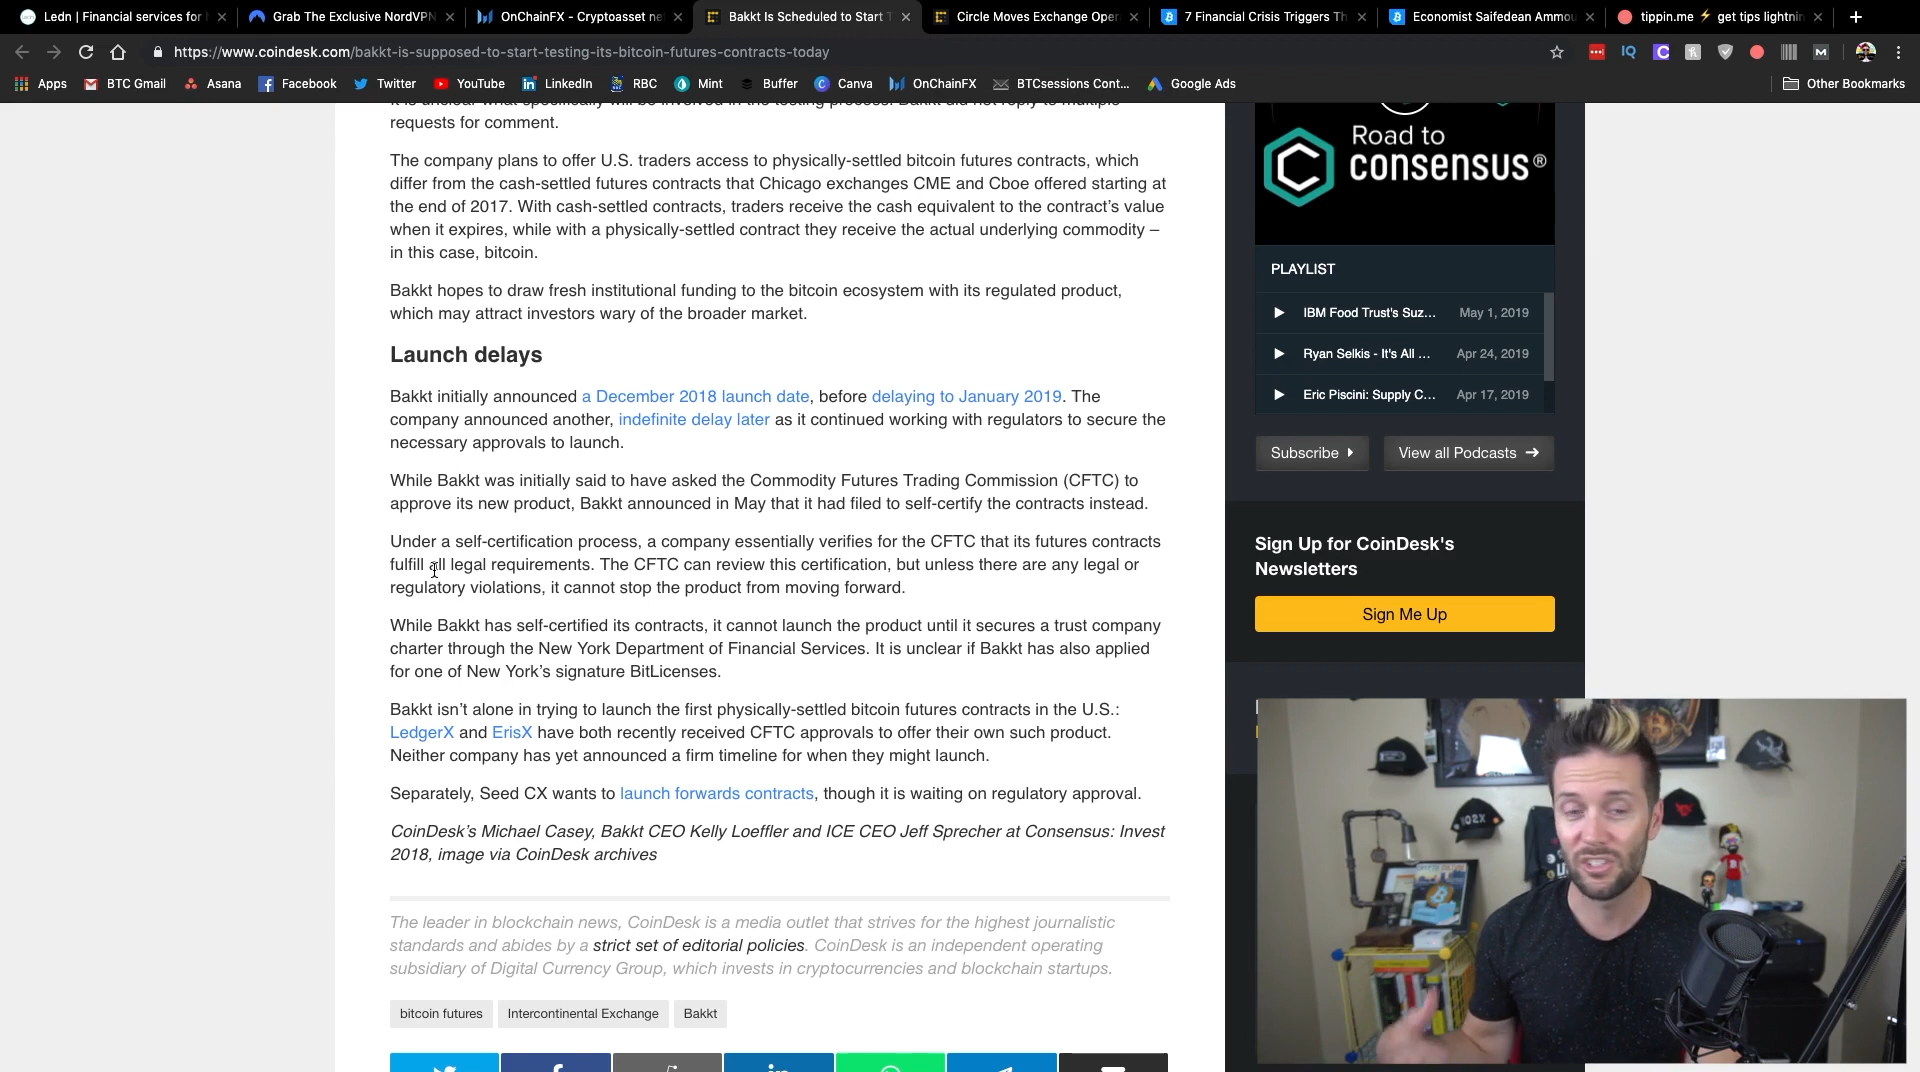 Ledn | Financial services for
Grab The Exclusive NordVPN
OnChainFX - Cryptoasset ne
Bakkt Is Scheduled to Start T
Circle Moves Exchange Oper
7 Financial Crisis Triggers Th
Economist Saifedean Ammou
tippin.me ⚡ get tips lightnin
https://www.coindesk.com/bakkt-is-supposed-to-start-testing-its-bitcoin-futures-contracts-today
Apps
BTC Gmail
Asana
Facebook
Twitter
YouTube
LinkedIn
RBC
Mint
Buffer
Canva
OnChainFX
BTCsessions Cont...
Google Ads
Other Bookmarks
It is unclear what specifically will be involved in the testing process. Bakkt did not reply to multiple
requests for comment.
The company plans to offer U.S. traders access to physically-settled bitcoin futures contracts, which
differ from the cash-settled futures contracts that Chicago exchanges CME and Cboe offered starting at
the end of 2017. With cash-settled contracts, traders receive the cash equivalent to the contract's value
when it expires, while with a physically-settled contract they receive the actual underlying commodity –
in this case, bitcoin.
Bakkt hopes to draw fresh institutional funding to the bitcoin ecosystem with its regulated product,
which may attract investors wary of the broader market.
Launch delays
Bakkt initially announced a December 2018 launch date, before delaying to January 2019. The
company announced another, indefinite delay later as it continued working with regulators to secure the
necessary approvals to launch.
While Bakkt was initially said to have asked the Commodity Futures Trading Commission (CFTC) to
approve its new product, Bakkt announced in May that it had filed to self-certify the contracts instead.
Under a self-certification process, a company essentially verifies for the CFTC that its futures contracts
fulfill all legal requirements. The CFTC can review this certification, but unless there are any legal or
regulatory violations, it cannot stop the product from moving forward.
While Bakkt has self-certified its contracts, it cannot launch the product until it secures a trust company
charter through the New York Department of Financial Services. It is unclear if Bakkt has also applied
for one of New York's signature BitLicenses.
Bakkt isn't alone in trying to launch the first physically-settled bitcoin futures contracts in the U.S.:
LedgerX and ErisX have both recently received CFTC approvals to offer their own such product.
Neither company has yet announced a firm timeline for when they might launch.
Separately, Seed CX wants to launch forwards contracts, though it is waiting on regulatory approval.
CoinDesk's Michael Casey, Bakkt CEO Kelly Loeffler and ICE CEO Jeff Sprecher at Consensus: Invest
2018, image via CoinDesk archives
The leader in blockchain news, CoinDesk is a media outlet that strives for the highest journalistic
standards and abides by a strict set of editorial policies. CoinDesk is an independent operating
subsidiary of Digital Currency Group, which invests in cryptocurrencies and blockchain startups.
bitcoin futures
Intercontinental Exchange
Bakkt
Road to
consensus®
PLAYLIST
IBM Food Trust's Suz... May 1, 2019
Ryan Selkis - It's All ... Apr 24, 2019
Eric Piscini: Supply C... Apr 17, 2019
Subscribe
View all Podcasts
Sign Up for CoinDesk's
Newsletters
Sign Me Up